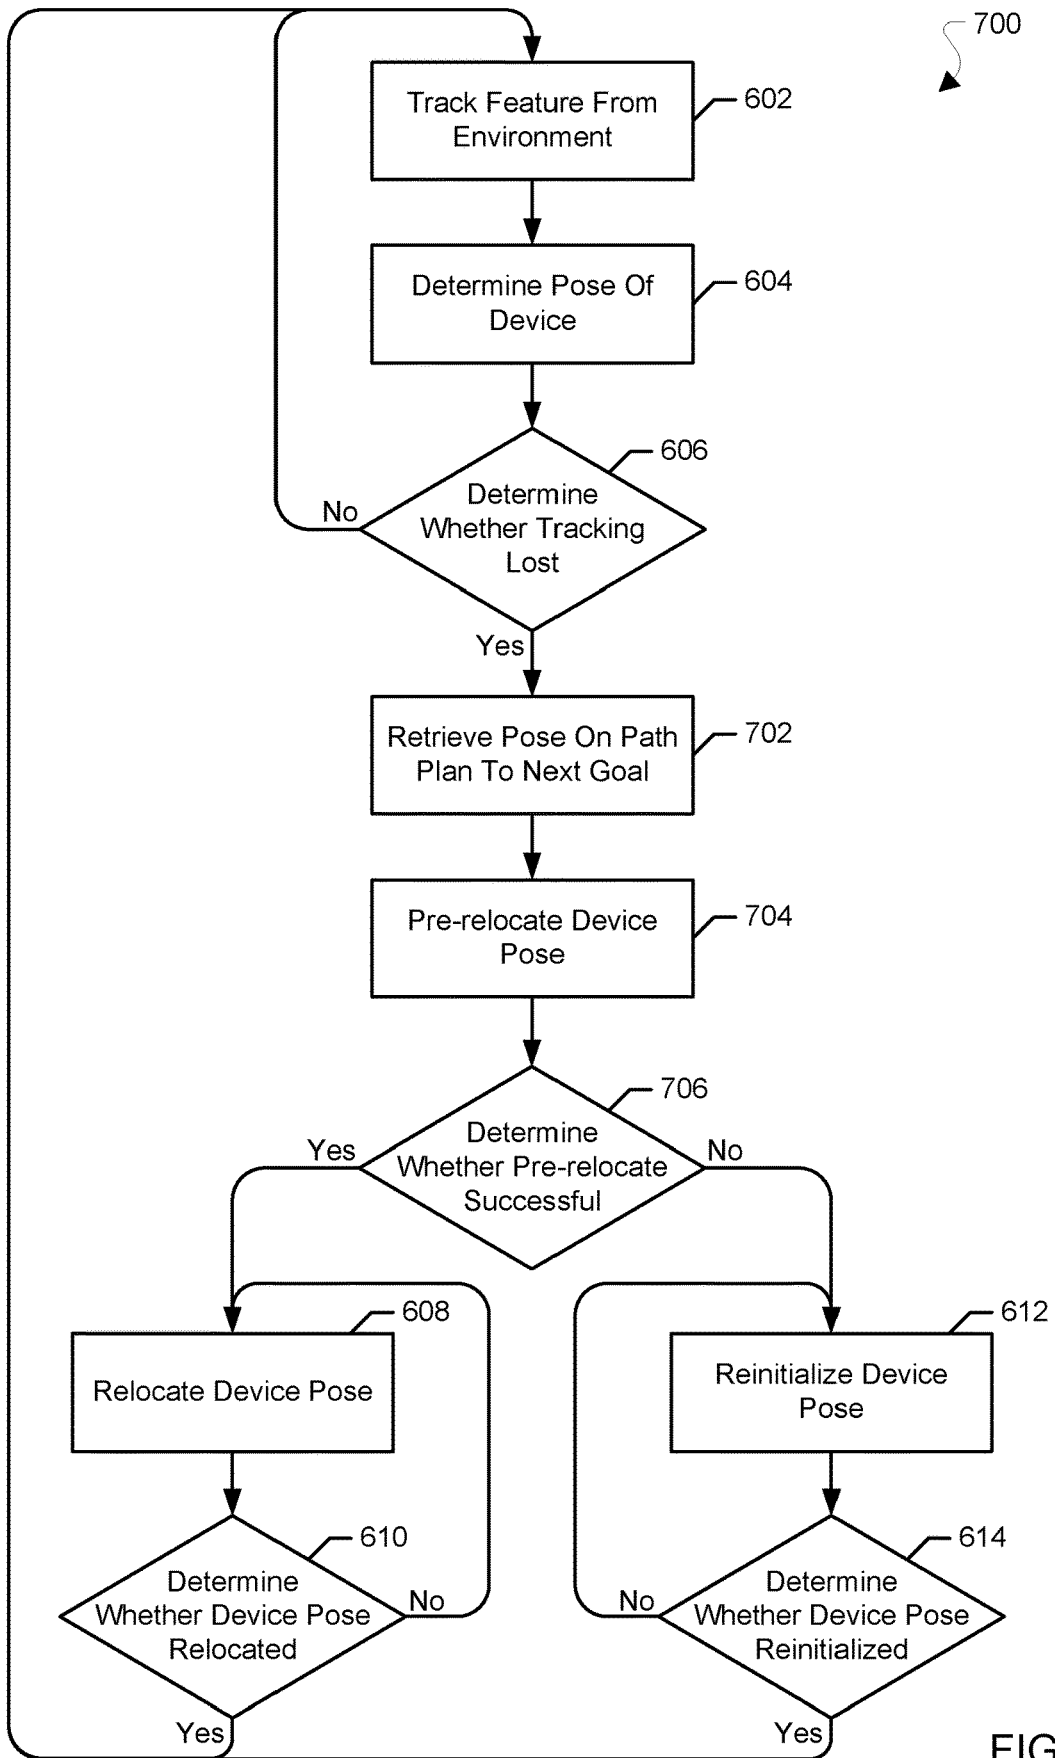 700
Track Feature From
Environment
602
Determine Pose Of
Device
604
606
Determine
Whether Tracking
Lost
No
Yes
Retrieve Pose On Path
Plan To Next Goal
702
Pre-relocate Device
Pose
704
706
Determine
Whether Pre-relocate
Successful
Yes
No
608
Relocate Device Pose
612
Reinitialize Device
Pose
610
Determine
Whether Device Pose
Relocated
No
Yes
614
Determine
Whether Device Pose
Reinitialized
No
Yes
FIG